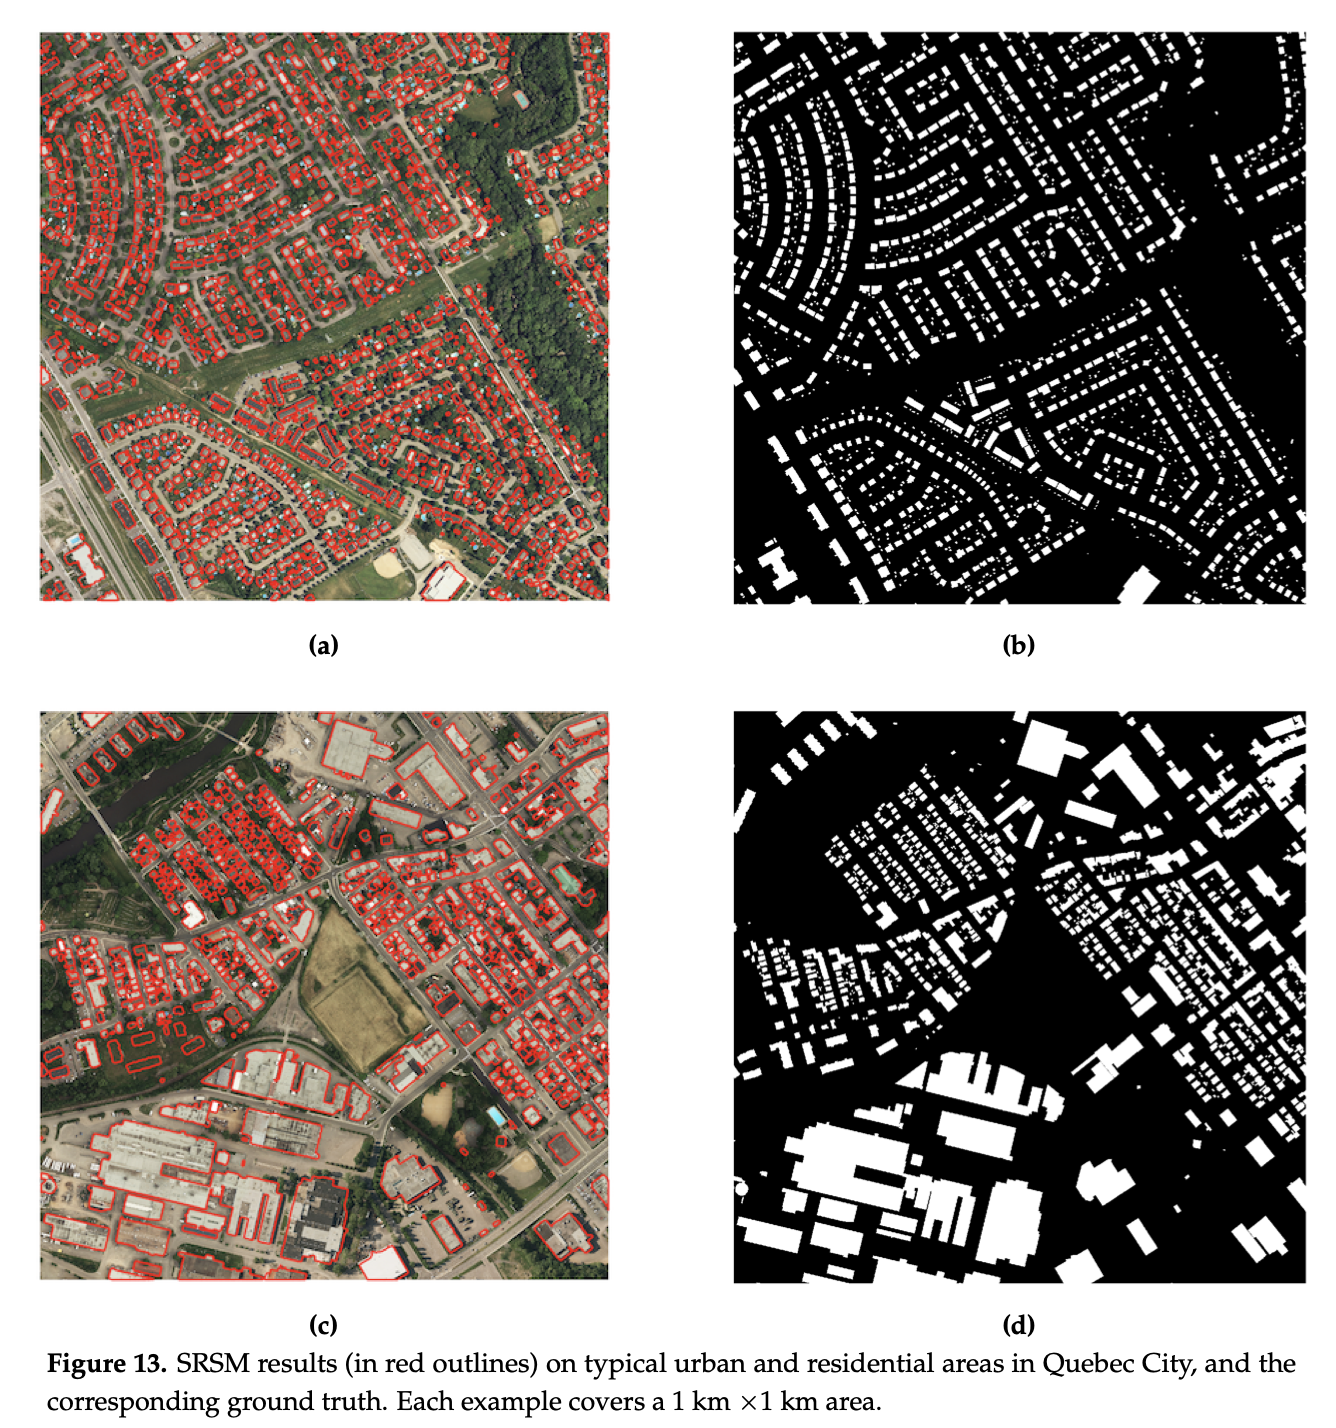 (a)
(b)
(c)
(d)
Figure 13. SRSM results (in red outlines) on typical urban and residential areas in Quebec City, and the
corresponding ground truth. Each example covers a 1 km ×1 km area.